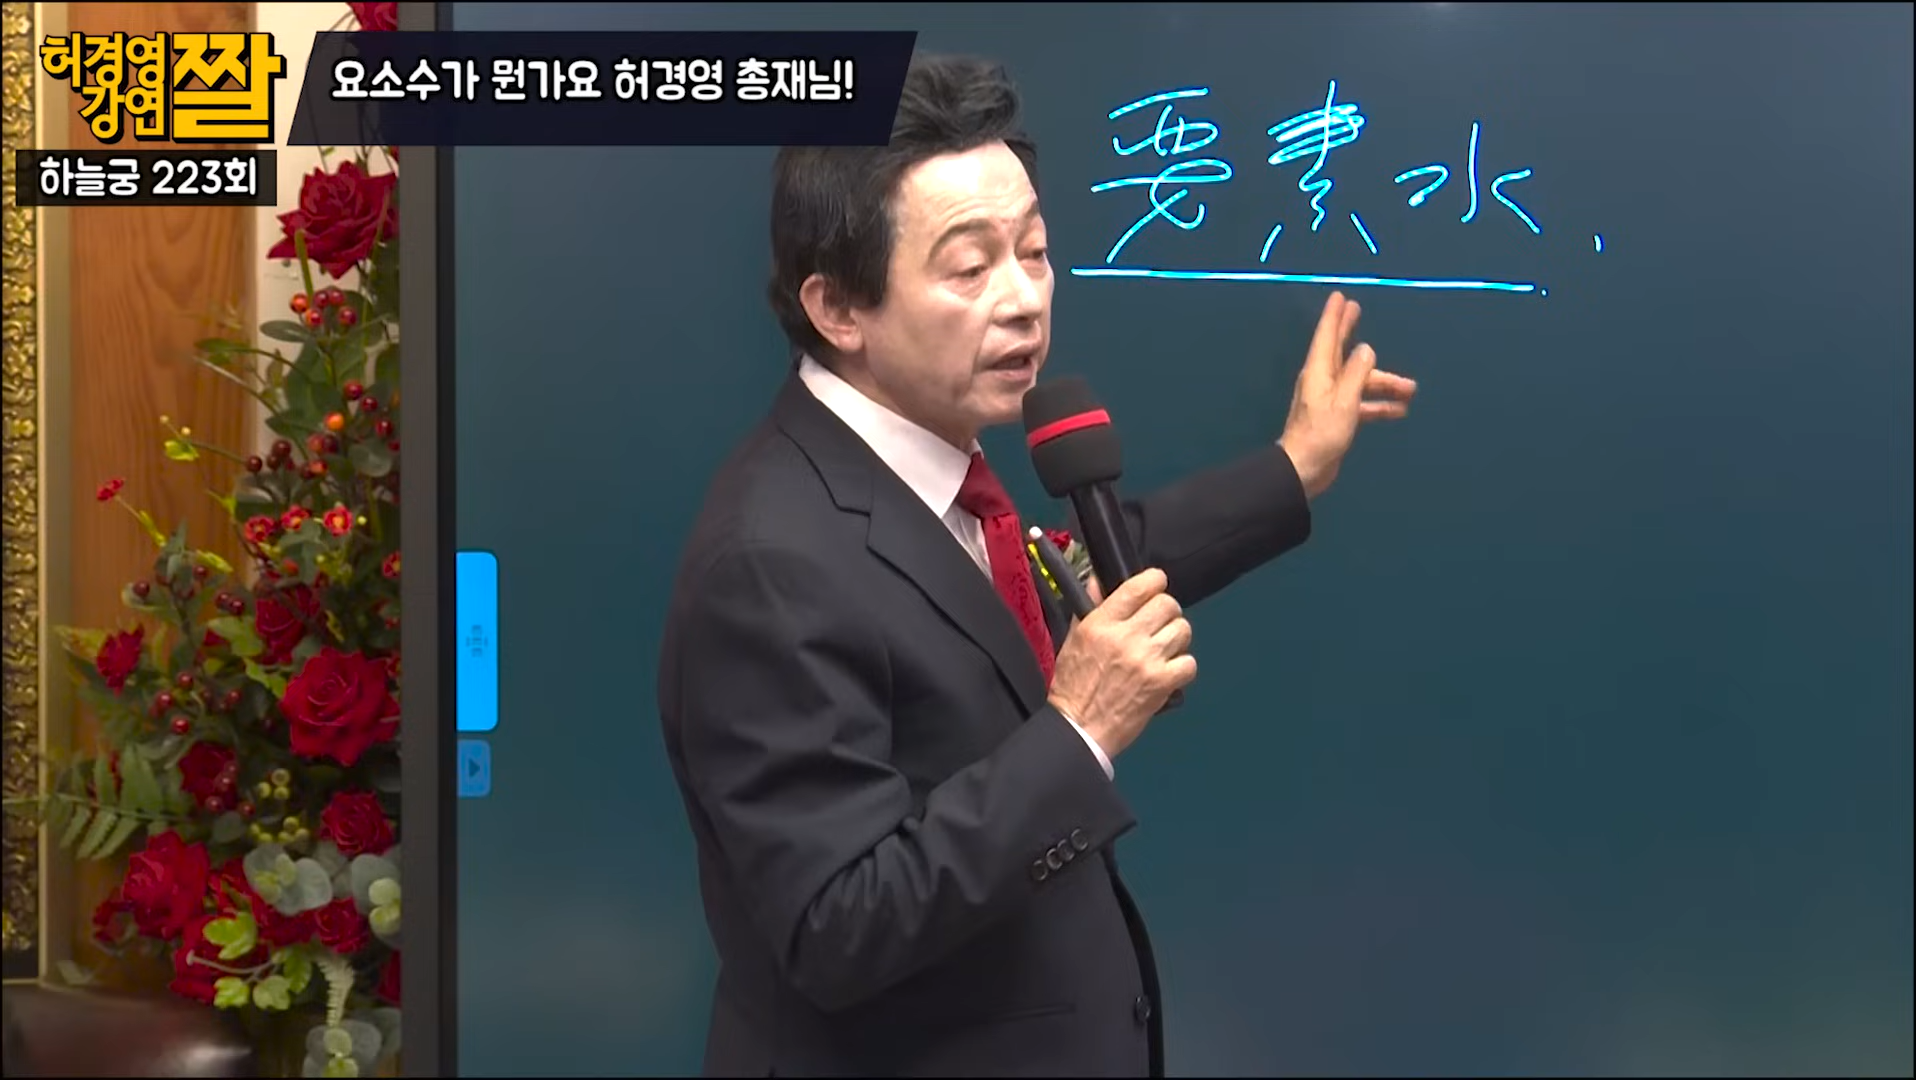 허경영
강연
짤
요소수가 뭔가요 허경영 총재님!
하늘궁 223회
要素水